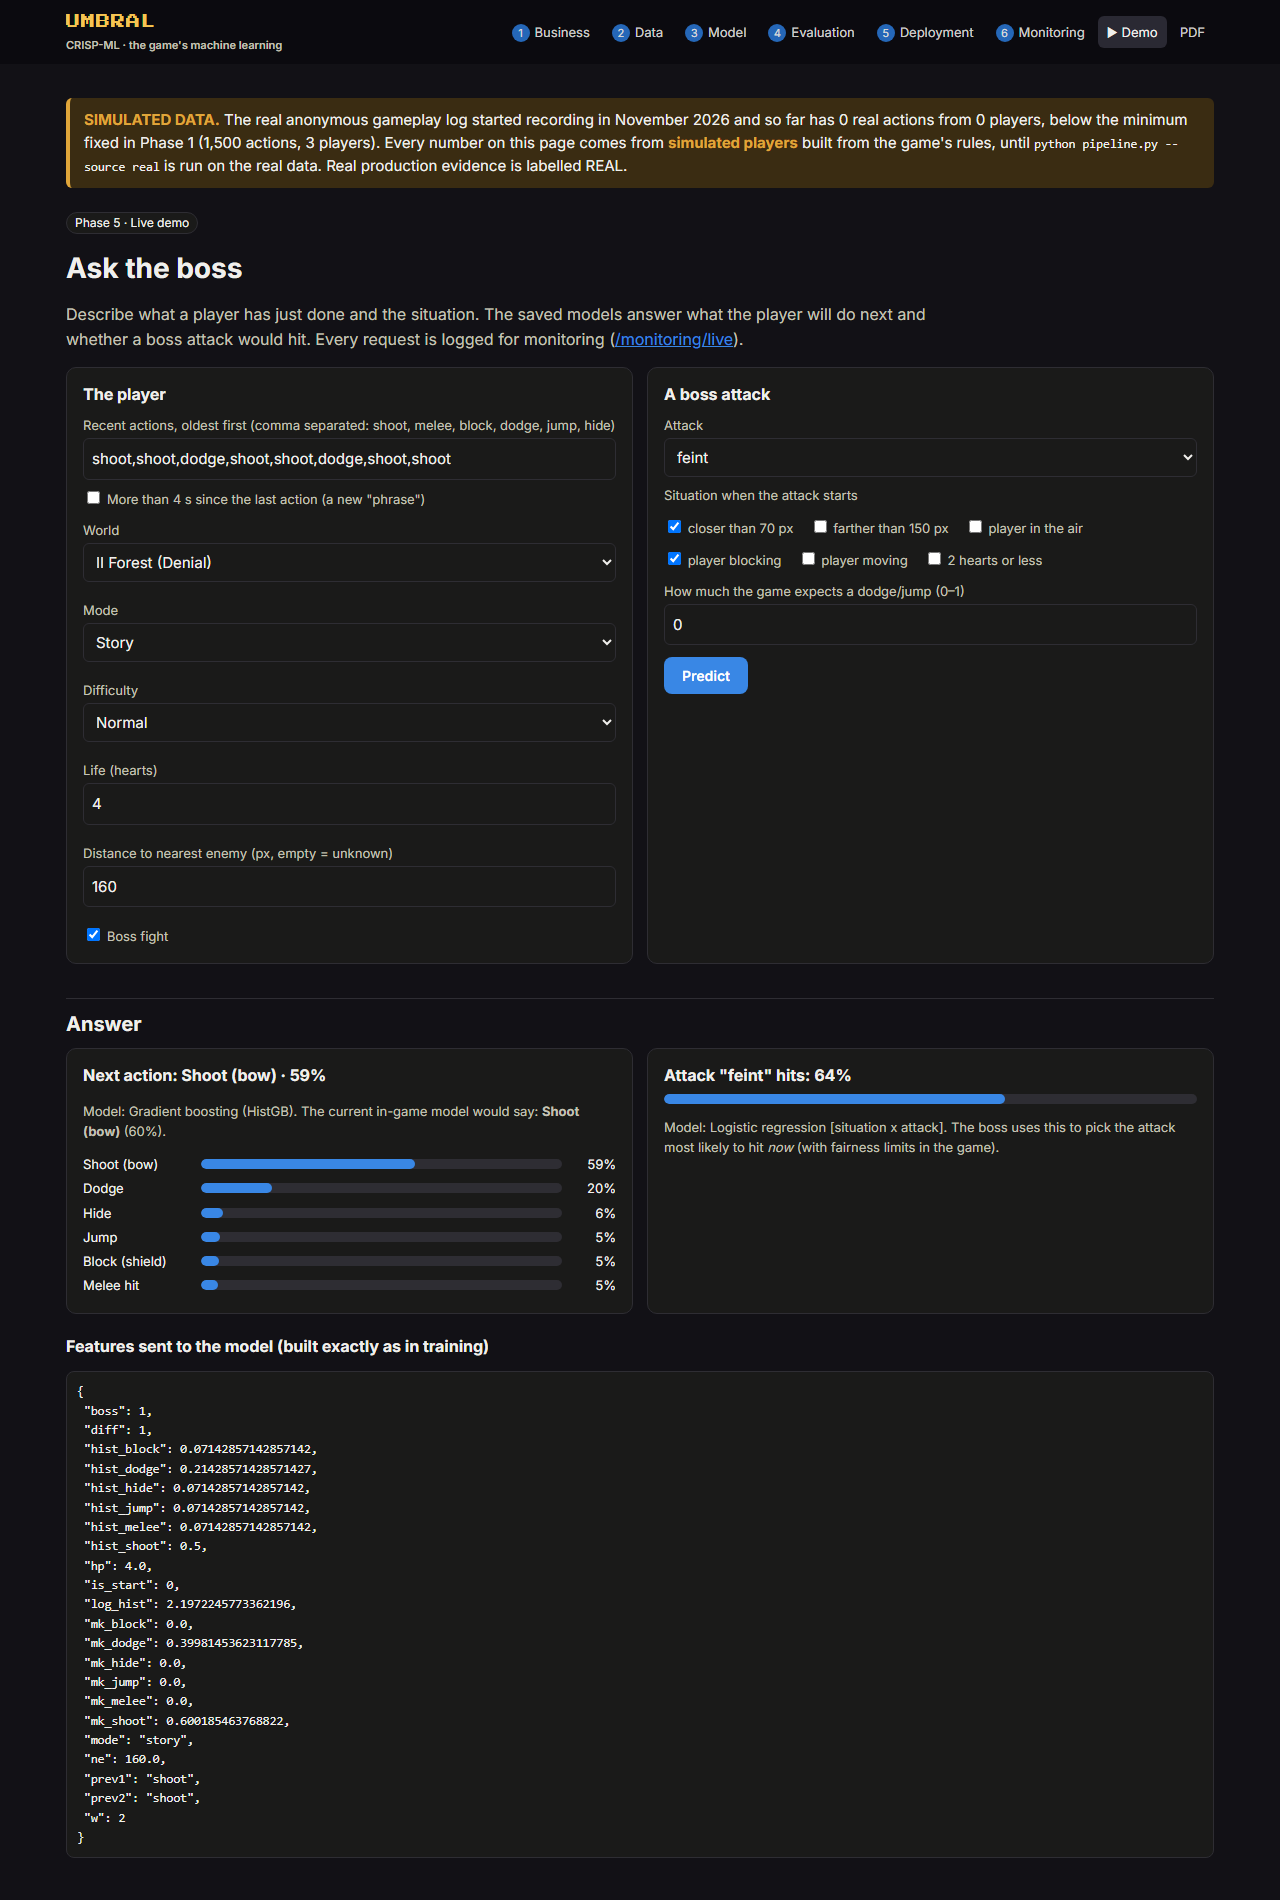 UMBRAL
CRISP-ML · the game's machine learning
1 Business
2 Data
3 Model
4 Evaluation
5 Deployment
6 Monitoring
▶ Demo
PDF
SIMULATED DATA. The real anonymous gameplay log started recording in November 2026 and so far has 0 real actions from 0 players, below the minimum
fixed in Phase 1 (1,500 actions, 3 players). Every number on this page comes from simulated players built from the game's rules, until python pipeline.py --
source real is run on the real data. Real production evidence is labelled REAL.
Phase 5 · Live demo
Ask the boss
Describe what a player has just done and the situation. The saved models answer what the player will do next and
whether a boss attack would hit. Every request is logged for monitoring (/monitoring/live).
The player
Recent actions, oldest first (comma separated: shoot, melee, block, dodge, jump, hide)
shoot,shoot,dodge,shoot,shoot,dodge,shoot,shoot
More than 4 s since the last action (a new "phrase")
World
II Forest (Denial)
Mode
Story
Difficulty
Normal
Life (hearts)
4
Distance to nearest enemy (px, empty = unknown)
160
Boss fight
A boss attack
Attack
feint
Situation when the attack starts
closer than 70 px
farther than 150 px
player in the air
player blocking
player moving
2 hearts or less
How much the game expects a dodge/jump (0–1)
0
Predict
Answer
Next action: Shoot (bow) · 59%
Model: Gradient boosting (HistGB). The current in-game model would say: Shoot
(bow) (60%).
Shoot (bow) 59%
Dodge 20%
Hide 6%
Jump 5%
Block (shield) 5%
Melee hit 5%
Attack "feint" hits: 64%
Model: Logistic regression [situation x attack]. The boss uses this to pick the attack
most likely to hit now (with fairness limits in the game).
Features sent to the model (built exactly as in training)
{
"boss": 1,
"diff": 1,
"hist_block": 0.07142857142857142,
"hist_dodge": 0.21428571428571427,
"hist_hide": 0.07142857142857142,
"hist_jump": 0.07142857142857142,
"hist_melee": 0.07142857142857142,
"hist_shoot": 0.5,
"hp": 4.0,
"is_start": 0,
"log_hist": 2.1972245773362196,
"mk_block": 0.0,
"mk_dodge": 0.39981453623117785,
"mk_hide": 0.0,
"mk_jump": 0.0,
"mk_melee": 0.0,
"mk_shoot": 0.600185463768822,
"mode": "story",
"ne": 160.0,
"prev1": "shoot",
"prev2": "shoot",
"w": 2
}